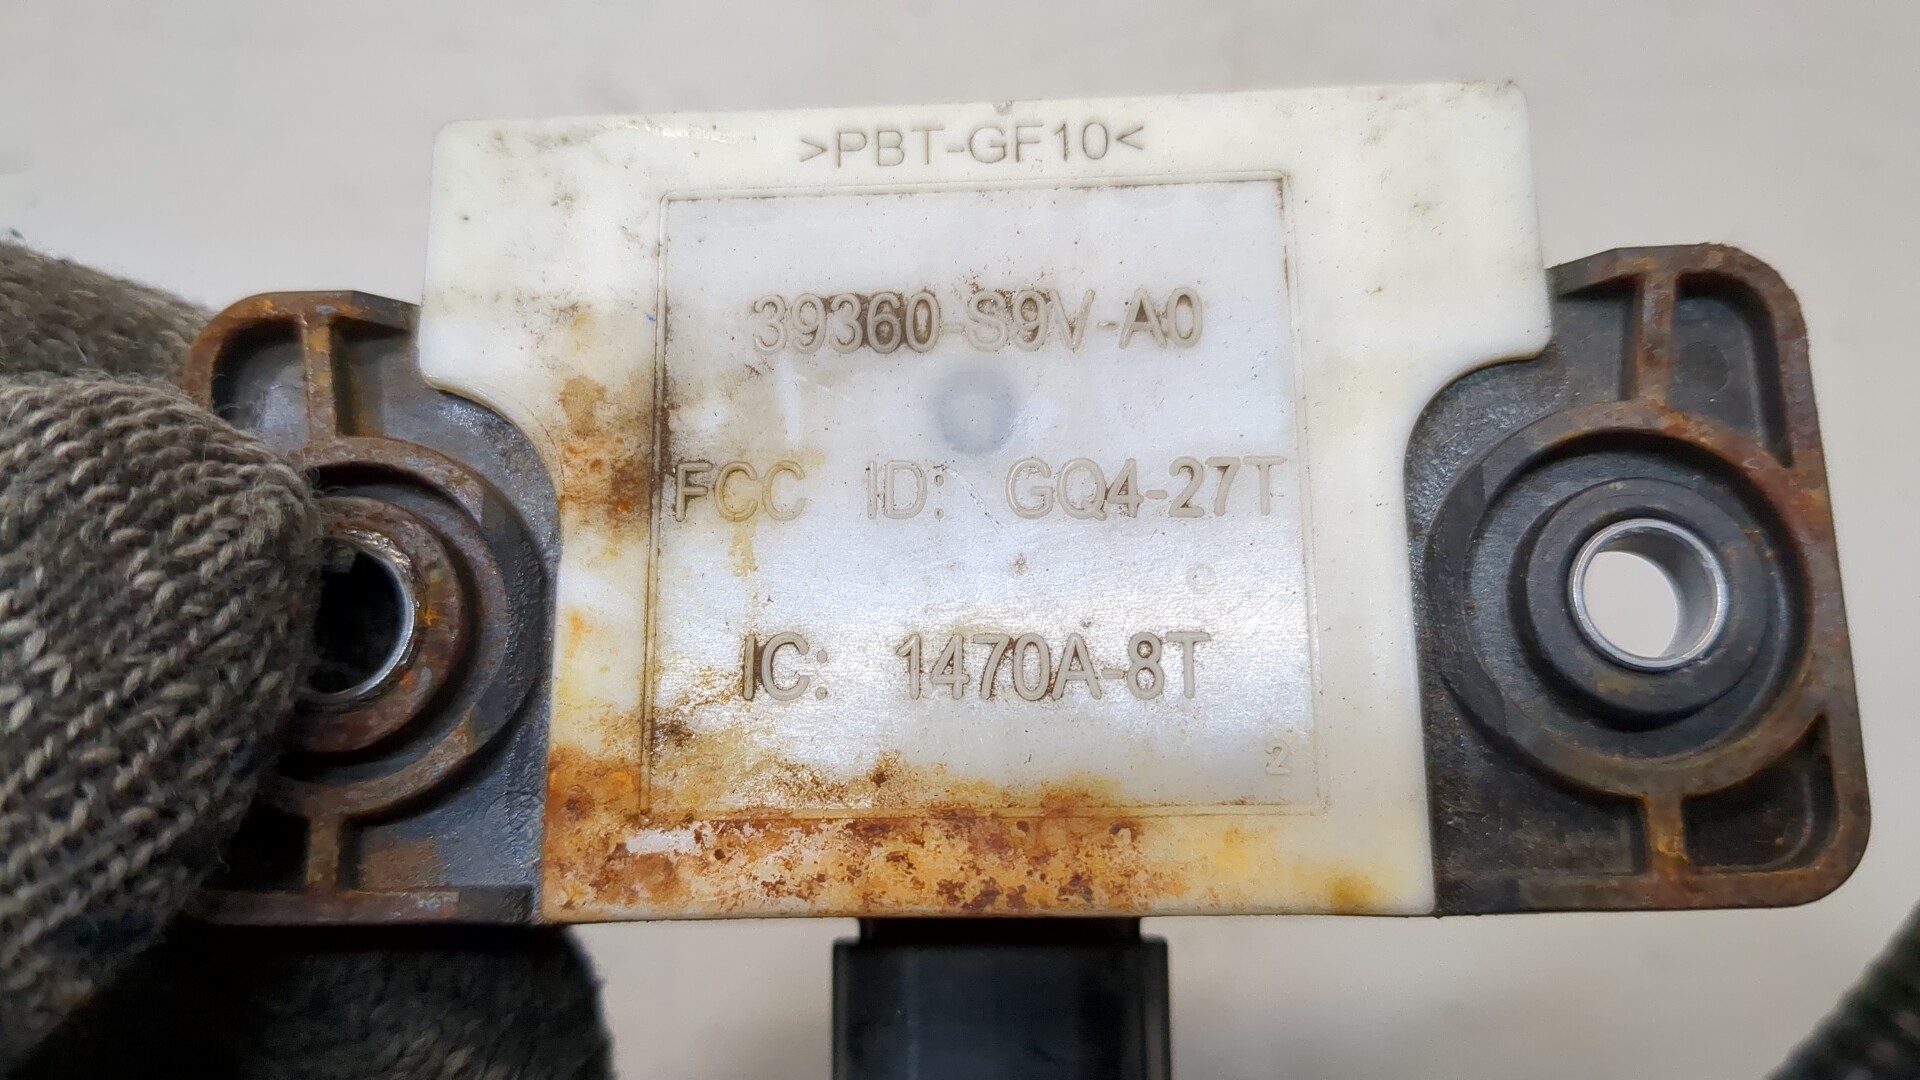 >PBT-GF10<
39360-S9V-A0
FCC ID: GQ4-27T
IC: 1470A-8T
2